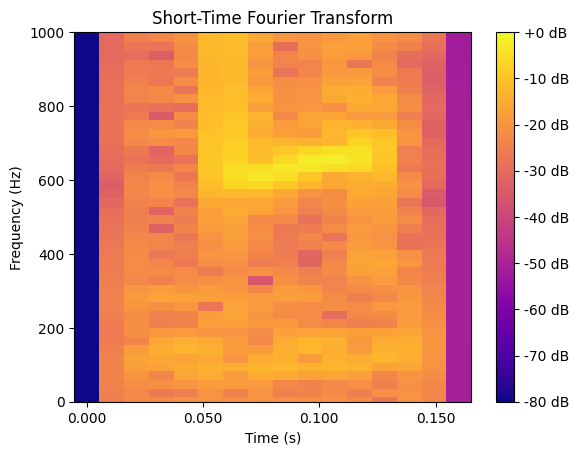 Short-Time Fourier Transform
1000
800
600
400
200
0
Frequency (Hz)
0.000
0.050
0.100
0.150
Time (s)
+0 dB
-10 dB
-20 dB
-30 dB
-40 dB
-50 dB
-60 dB
-70 dB
-80 dB